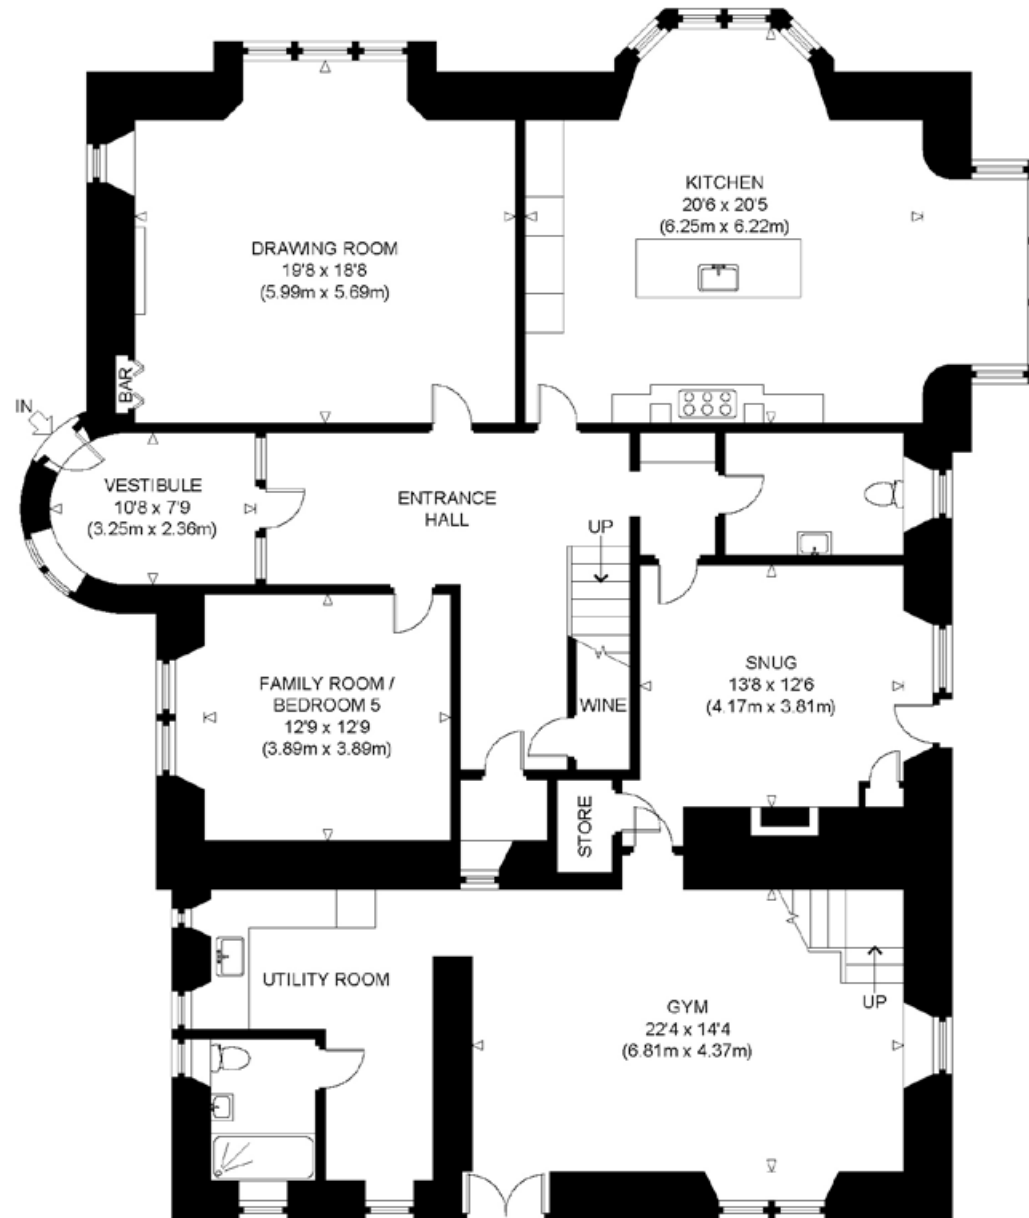 KITCHEN
20'6 x 20'5
(6.25m x 6.22m)
DRAWING ROOM
19'8 x 18'8
(5.99m x 5.69m)
BAR
IN
VESTIBULE
10'8 x 7'9
(3.25m x 2.36m)
ENTRANCE
HALL
UP
FAMILY ROOM /
BEDROOM 5
12'9 x 12'9
(3.89m x 3.89m)
WINE
SNUG
13'8 x 12'6
(4.17m x 3.81m)
STORE
UTILITY ROOM
GYM
22'4 x 14'4
(6.81m x 4.37m)
UP